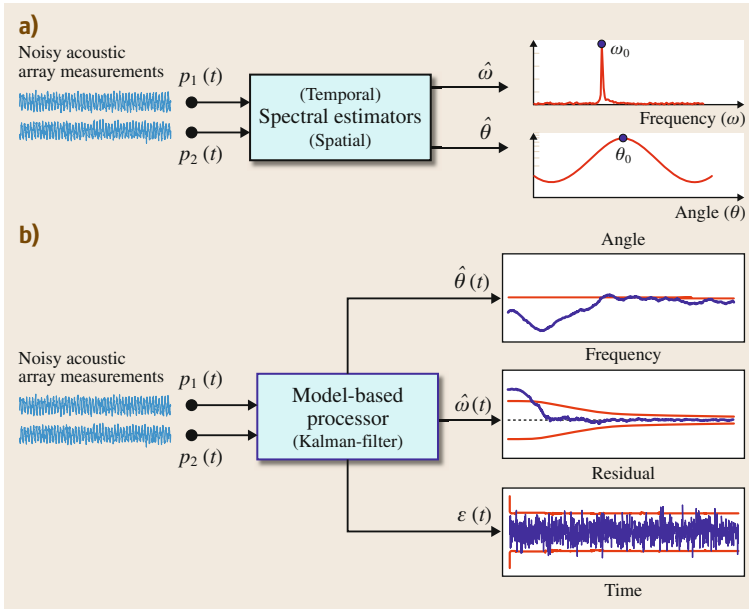 a)
Noisy acoustic
array measurements
p₁ (t)
p₂ (t)
(Temporal)
Spectral estimators
(Spatial)
ω̂
θ̂
ω₀
Frequency (ω)
θ₀
Angle (θ)
b)
Noisy acoustic
array measurements
p₁ (t)
p₂ (t)
Model-based
processor
(Kalman-filter)
θ̂ (t)
ω̂ (t)
ε (t)
Angle
Frequency
Residual
Time